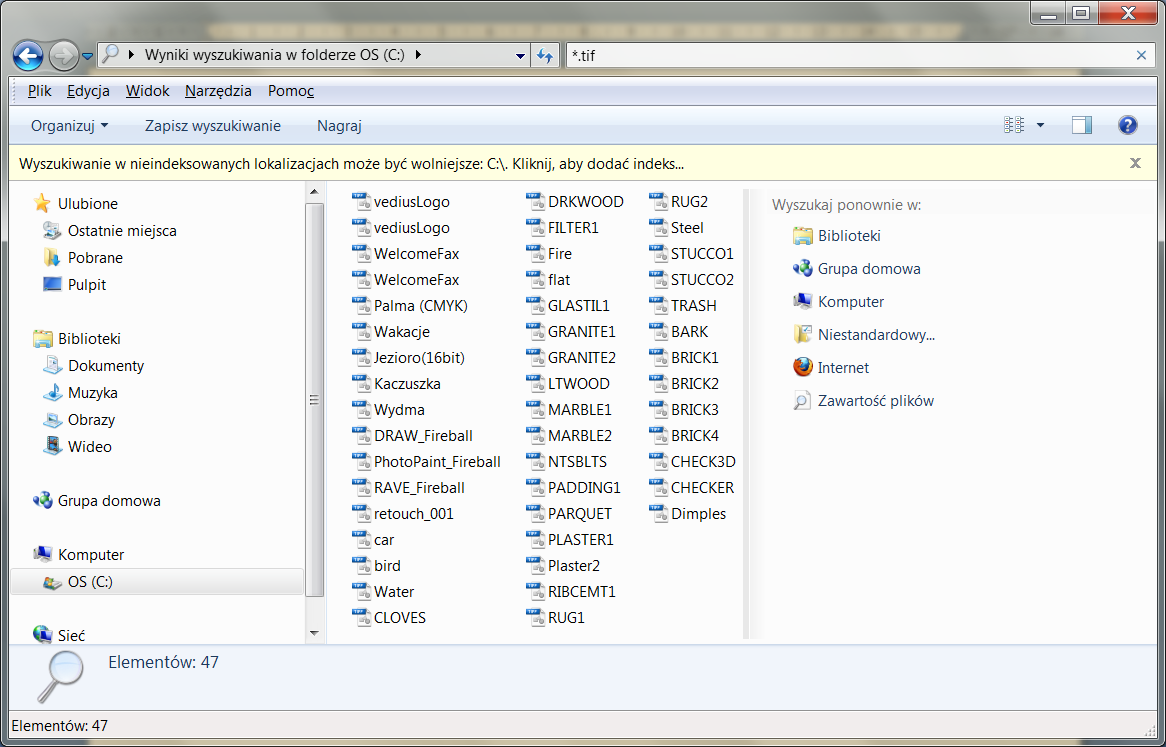 Wyniki wyszukiwania w folderze OS (C:)
*.tif
Plik Edycja Widok Narzędzia Pomoc
Organizuj Zapisz wyszukiwanie Nagraj
Wyszukiwanie w nieindeksowanych lokalizacjach może być wolniejsze: C:\. Kliknij, aby dodać indeks...
Ulubione
Ostatnie miejsca
Pobrane
Pulpit
Biblioteki
Dokumenty
Muzyka
Obrazy
Wideo
Grupa domowa
Komputer
OS (C:)
Sieć
vediusLogo
vediusLogo
WelcomeFax
WelcomeFax
Palma (CMYK)
Wakacje
Jezioro(16bit)
Kaczuszka
Wydma
DRAW_Fireball
PhotoPaint_Fireball
RAVE_Fireball
retouch_001
car
bird
Water
CLOVES
DRKWOOD
FILTER1
Fire
flat
GLASTIL1
GRANITE1
GRANITE2
LTWOOD
MARBLE1
MARBLE2
NTSBLTS
PADDING1
PARQUET
PLASTER1
Plaster2
RIBCEMT1
RUG1
RUG2
Steel
STUCCO1
STUCCO2
TRASH
BARK
BRICK1
BRICK2
BRICK3
BRICK4
CHECK3D
CHECKER
Dimples
Wyszukaj ponownie w:
Biblioteki
Grupa domowa
Komputer
Niestandardowy...
Internet
Zawartość plików
Elementów: 47
Elementów: 47